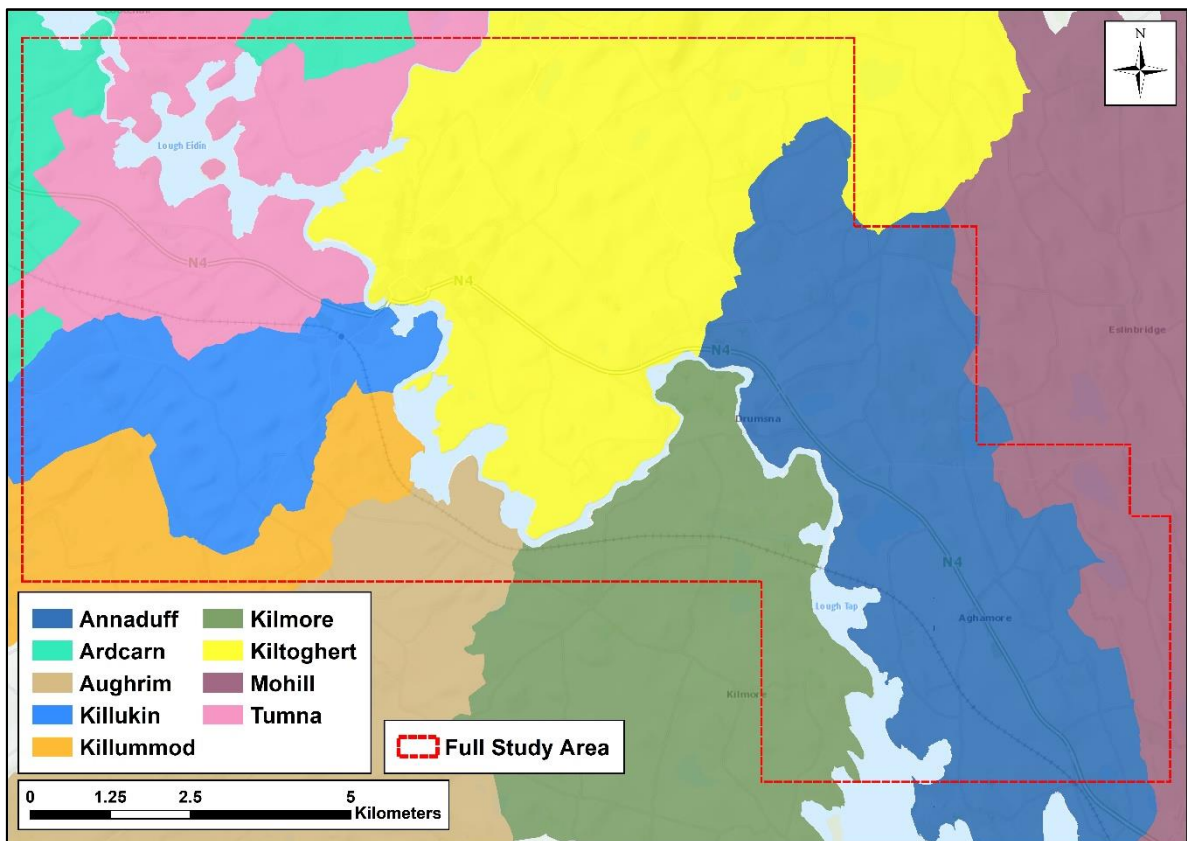 N
Lough Eidin
N4
N4
Eslinbridge
N4
Drumsna
N4
Lough Tap
Aghamore
Kilmore
Annaduff
Ardcarn
Aughrim
Killukin
Killummod
Kilmore
Kiltoghert
Mohill
Tumna
Full Study Area
0 1.25 2.5 5
Kilometers